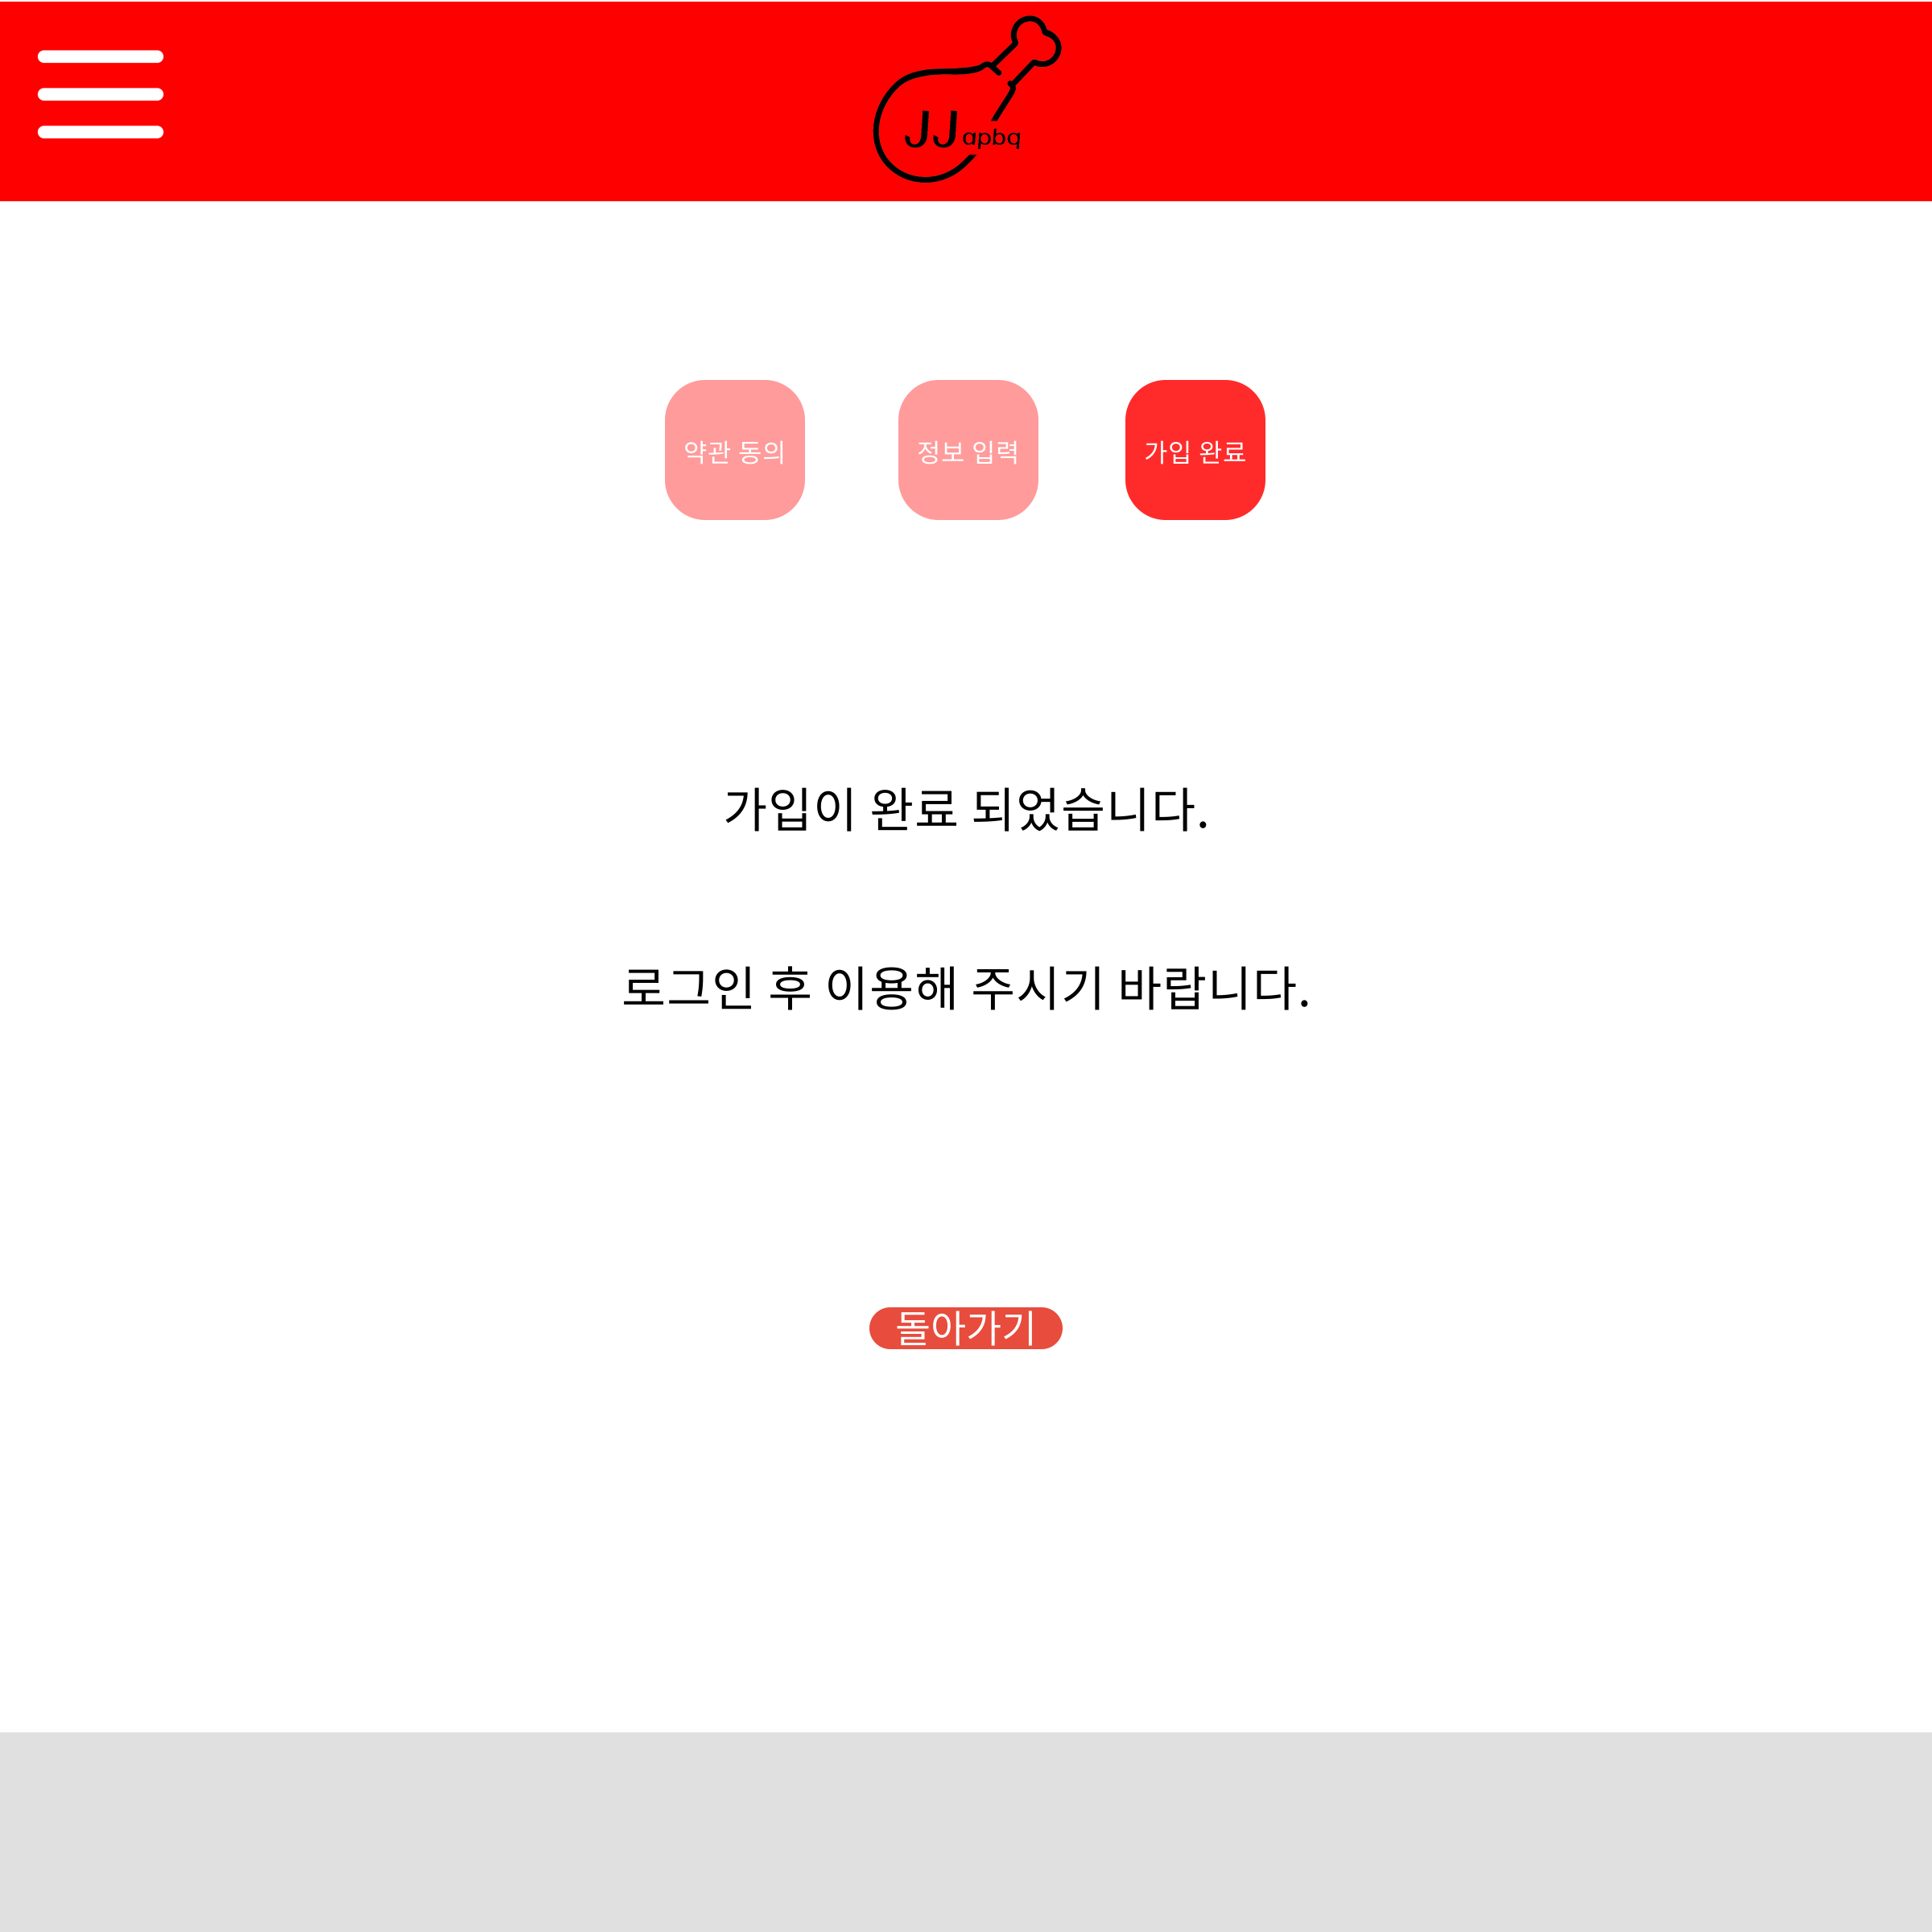 JJ apbq
약관 동의
정보 입력
가입완료
가입이 완료 되었습니다.
로그인 후 이용해 주시가 바랍니다.
돌아가기